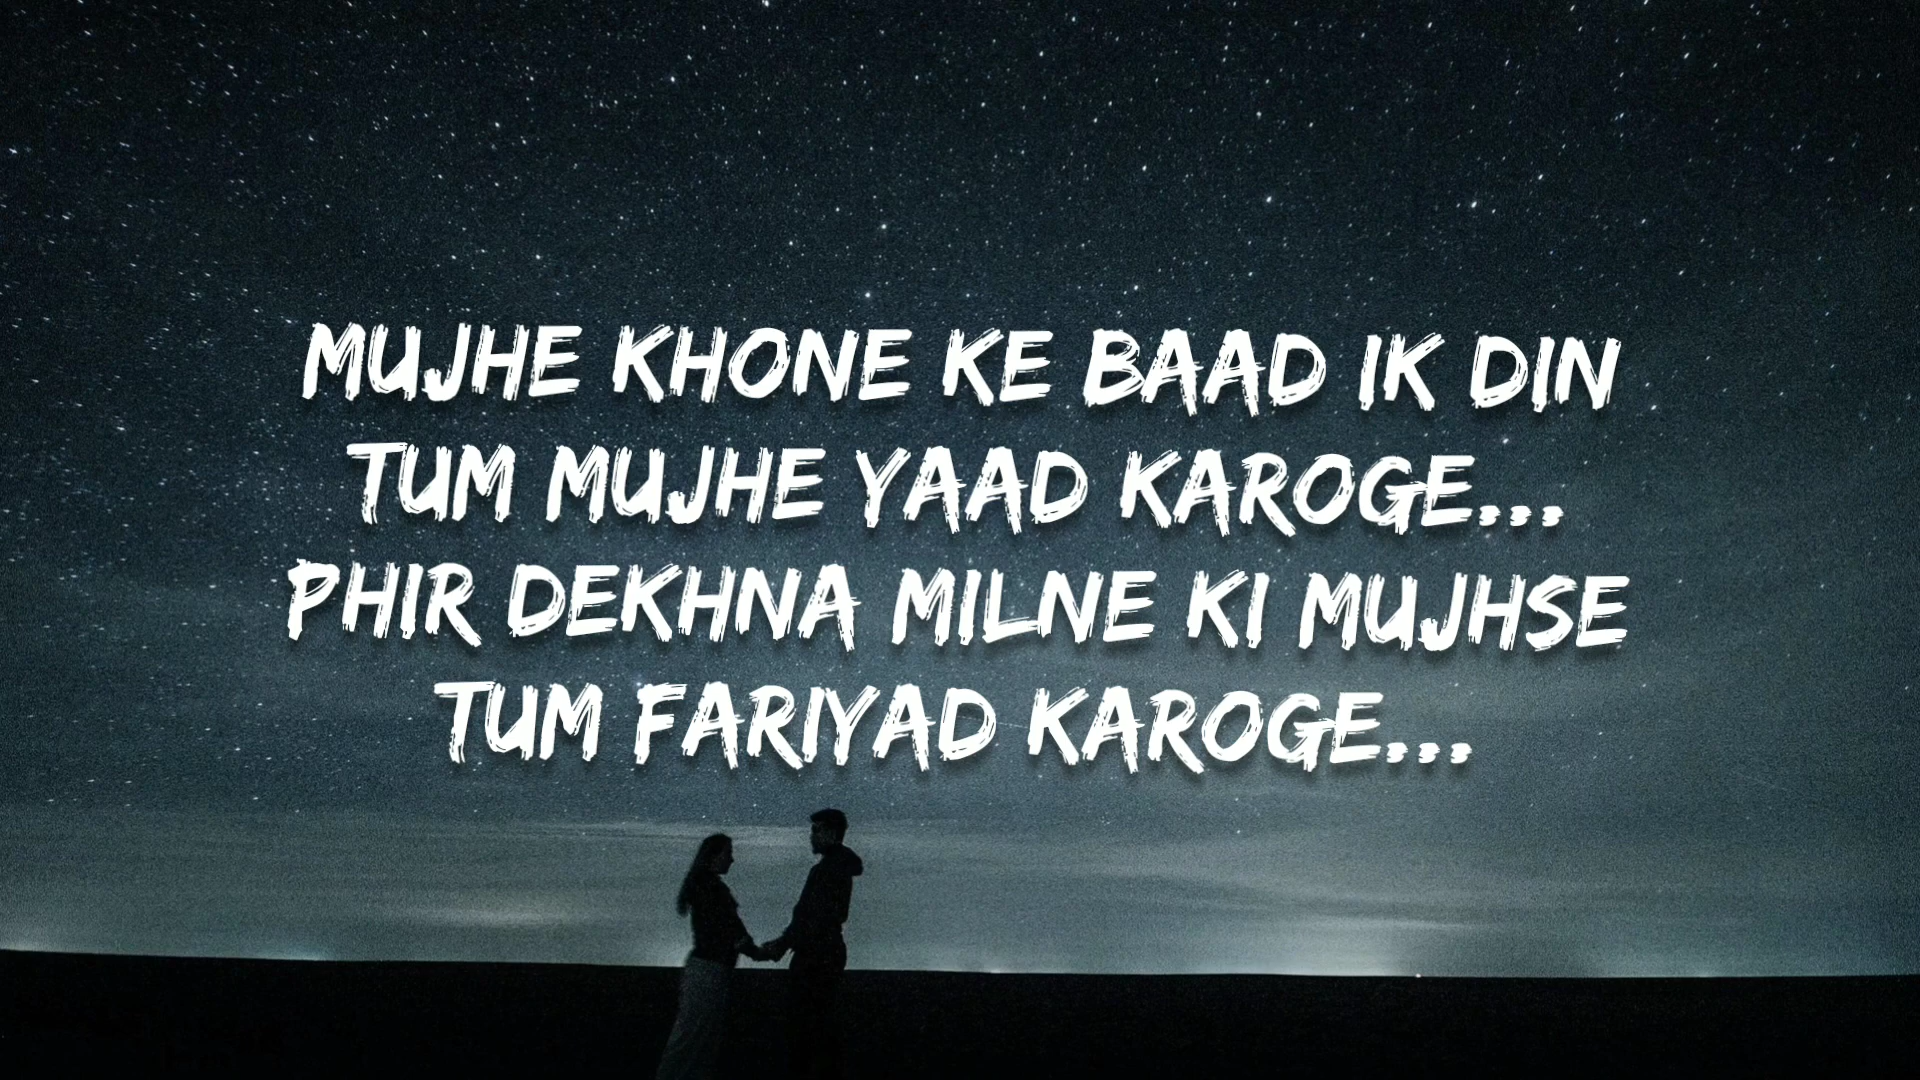 MUJHE KHONE KE BAAD IK DIN
TUM MUJHE YAAD KAROGE...
PHIR DEKHNA MILNE KI MUJHSE
TUM FARIYAD KAROGE...